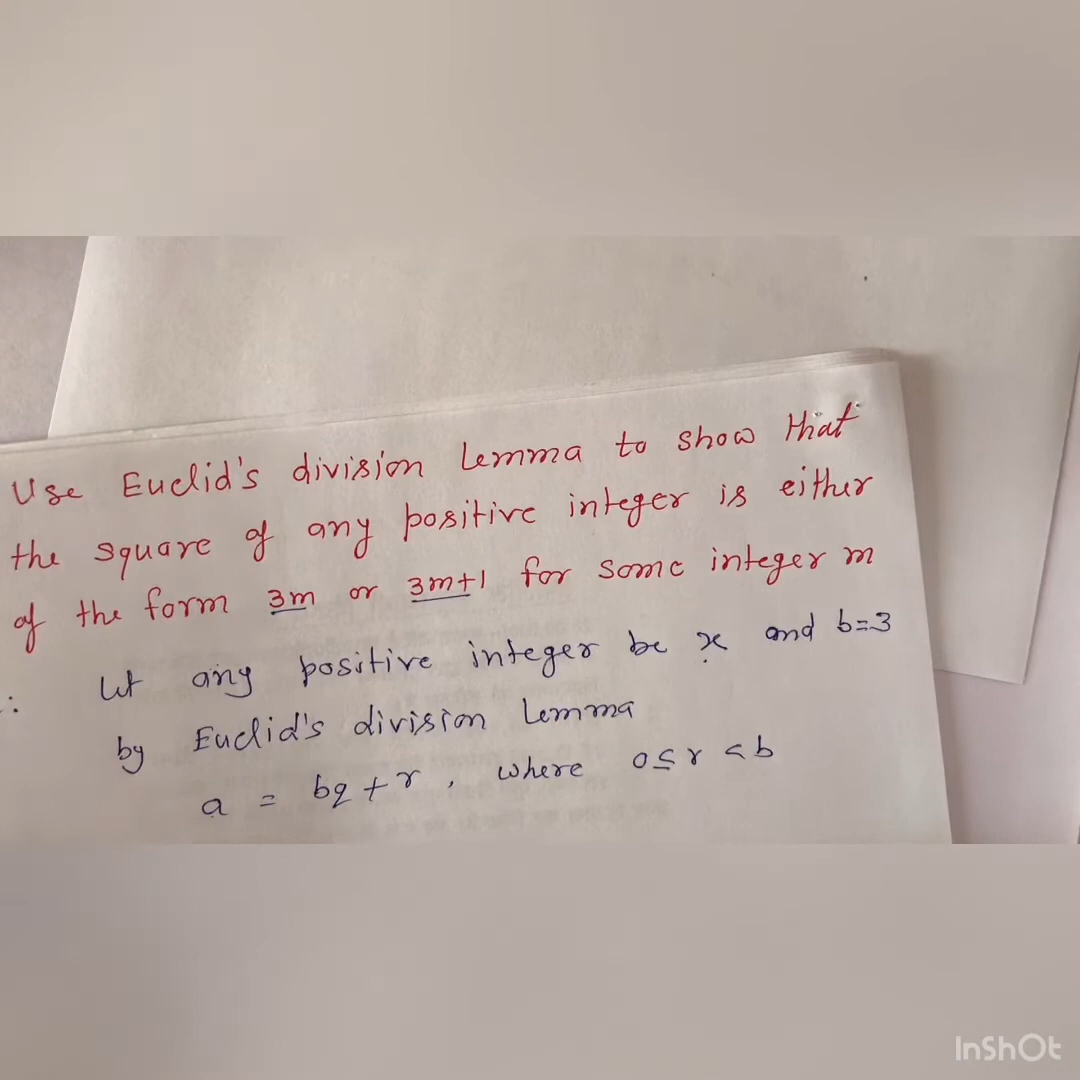 Use Euclid's division Lemma to show that
the square of any positive integer is either
of the form 3m or 3m+1 for some integer m
:. let any positive integer be x and b=3
by Euclid's division Lemma
a = bq + r, where 0 ≤ r < b
InShOt